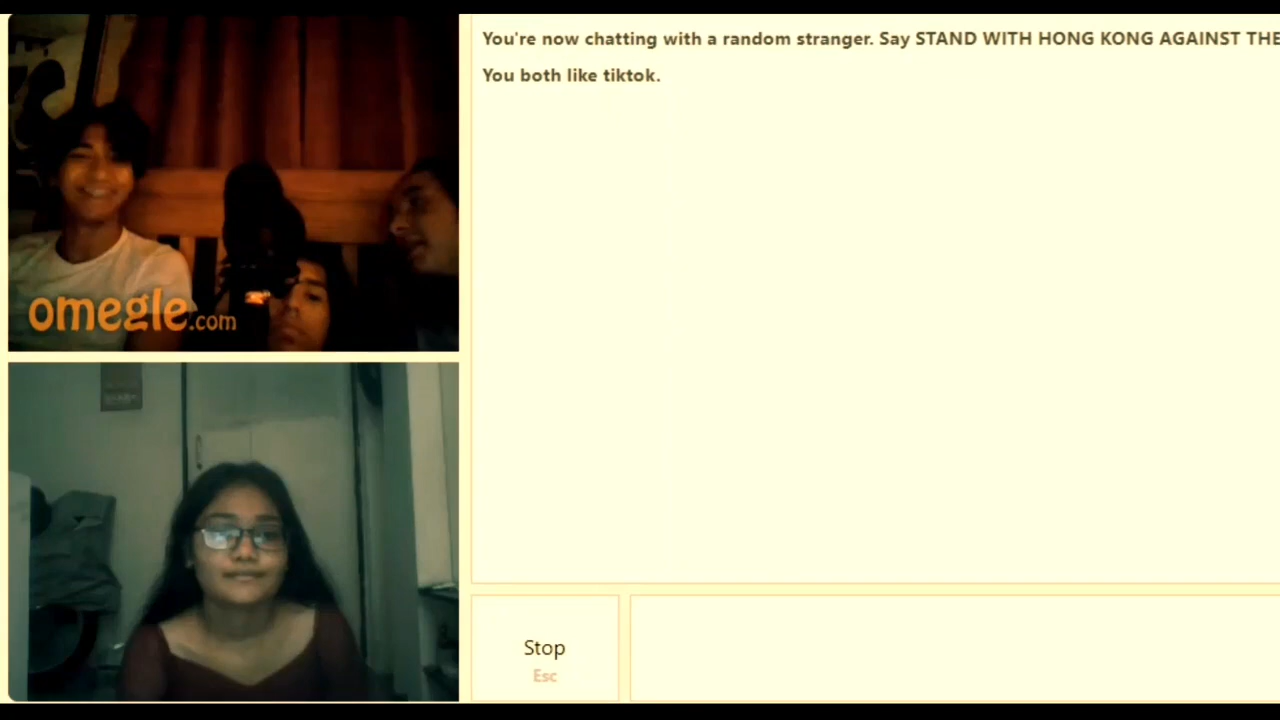 You're now chatting with a random stranger. Say STAND WITH HONG KONG AGAINST THE
You both like tiktok.
omegle.com
Stop
Esc